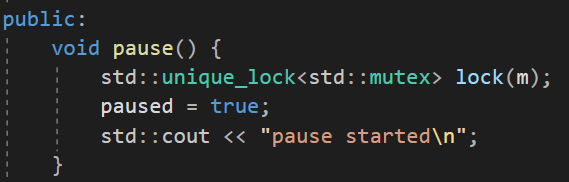 public:
    void pause() {
        std::unique_lock<std::mutex> lock(m);
        paused = true;
        std::cout << "pause started\n";
    }